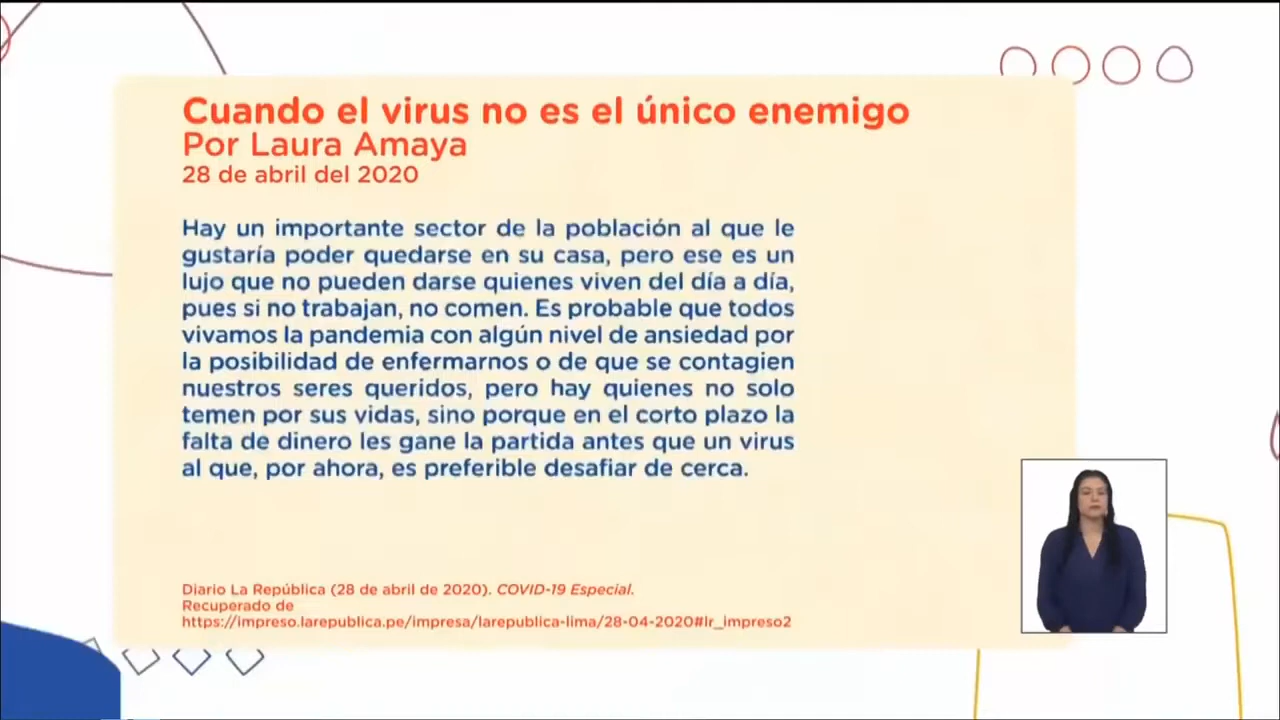 Cuando el virus no es el único enemigo
Por Laura Amaya
28 de abril del 2020
Hay un importante sector de la población al que le
gustaría poder quedarse en su casa, pero ese es un
lujo que no pueden darse quienes viven del día a día,
pues si no trabajan, no comen. Es probable que todos
vivamos la pandemia con algún nivel de ansiedad por
la posibilidad de enfermarnos o de que se contagien
nuestros seres queridos, pero hay quienes no solo
temen por sus vidas, sino porque en el corto plazo la
falta de dinero les gane la partida antes que un virus
al que, por ahora, es preferible desafiar de cerca.
Diario La República (28 de abril de 2020). COVID-19 Especial.
Recuperado de
https://impreso.larepublica.pe/impresa/larepublica-lima/28-04-2020#lr_impreso2